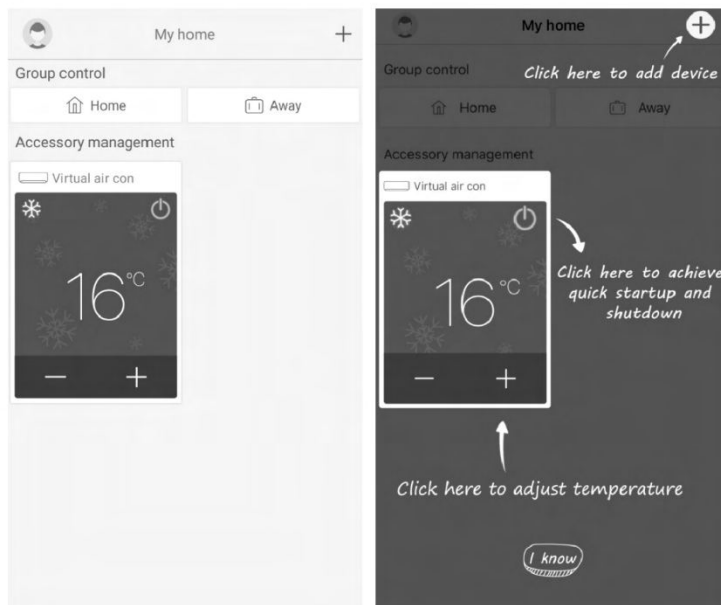 My home
+
Group control
Home
Away
Accessory management
Virtual air con
16°C
− +
My home
+
Click here to add device
Group control
Home
Away
Accessory management
Virtual air con
16°C
− +
Click here to achieve
quick startup and
shutdown
Click here to adjust temperature
I know